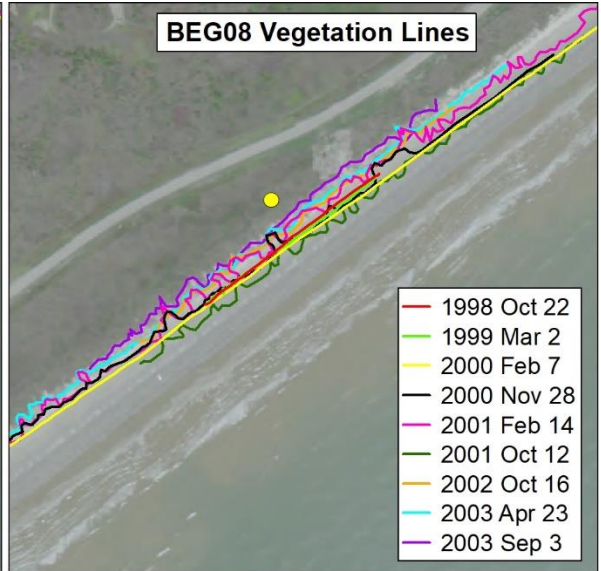 BEG08 Vegetation Lines
1998 Oct 22
1999 Mar 2
2000 Feb 7
2000 Nov 28
2001 Feb 14
2001 Oct 12
2002 Oct 16
2003 Apr 23
2003 Sep 3